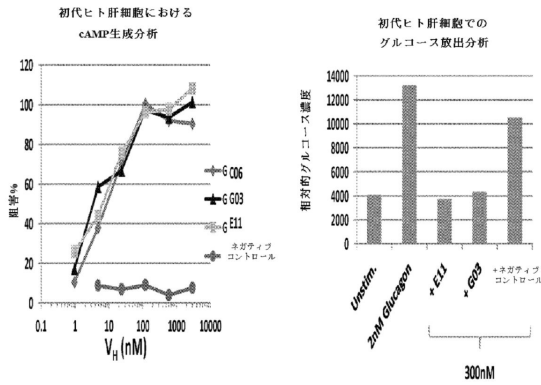 初代ヒト肝細胞における
cAMP生成分析
120
100
80
60
40
20
0
阻害%
0.1 1 10 100 1000 10000
VH (nM)
G C06
G G03
G E11
ネガティブ
コントロール
初代ヒト肝細胞での
グルコース放出分析
14000
12000
10000
8000
6000
4000
2000
0
相対的グルコース濃度
Unstim.
2nM Glucagon
+ E11
+ G03
+ネガティブ
コントロール
300nM